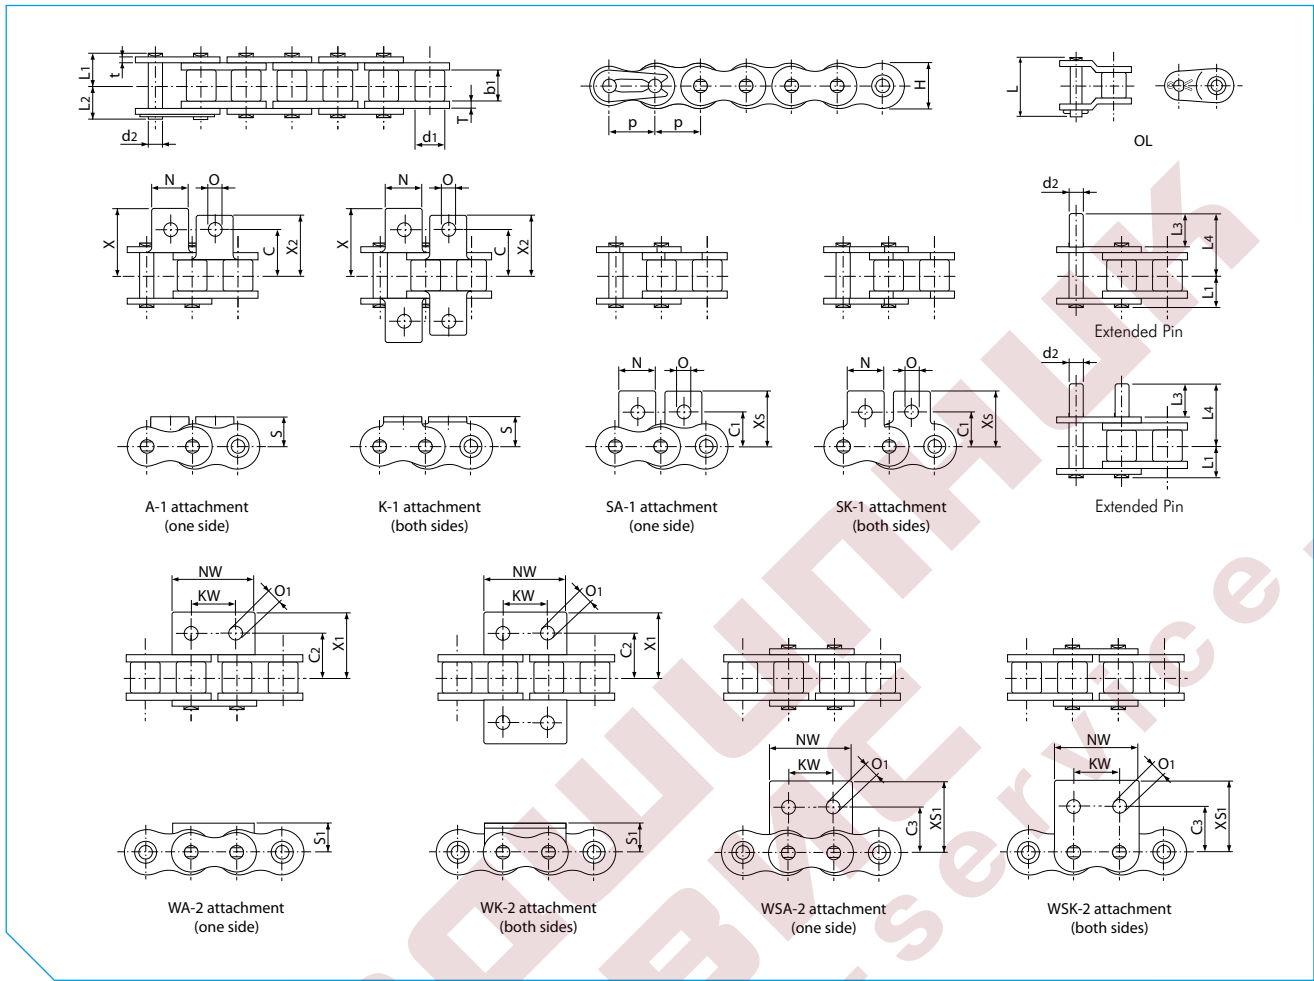 L1
t
L2
d2
d1
b1
T
p
p
H
L
OL
N
O
X
C
X2
N
O
X
C
X2
d2
L3
L4
L1
Extended Pin
S
A-1 attachment
(one side)
S
K-1 attachment
(both sides)
N
O
C1
XS
SA-1 attachment
(one side)
N
O
C1
XS
SK-1 attachment
(both sides)
d2
L3
L4
L1
Extended Pin
NW
KW
O1
C2
X1
NW
KW
O1
C2
X1
S1
WA-2 attachment
(one side)
S1
WK-2 attachment
(both sides)
NW
KW
O1
C3
XS1
WSA-2 attachment
(one side)
NW
KW
O1
C3
XS1
WSK-2 attachment
(both sides)
ошипник
вис
service